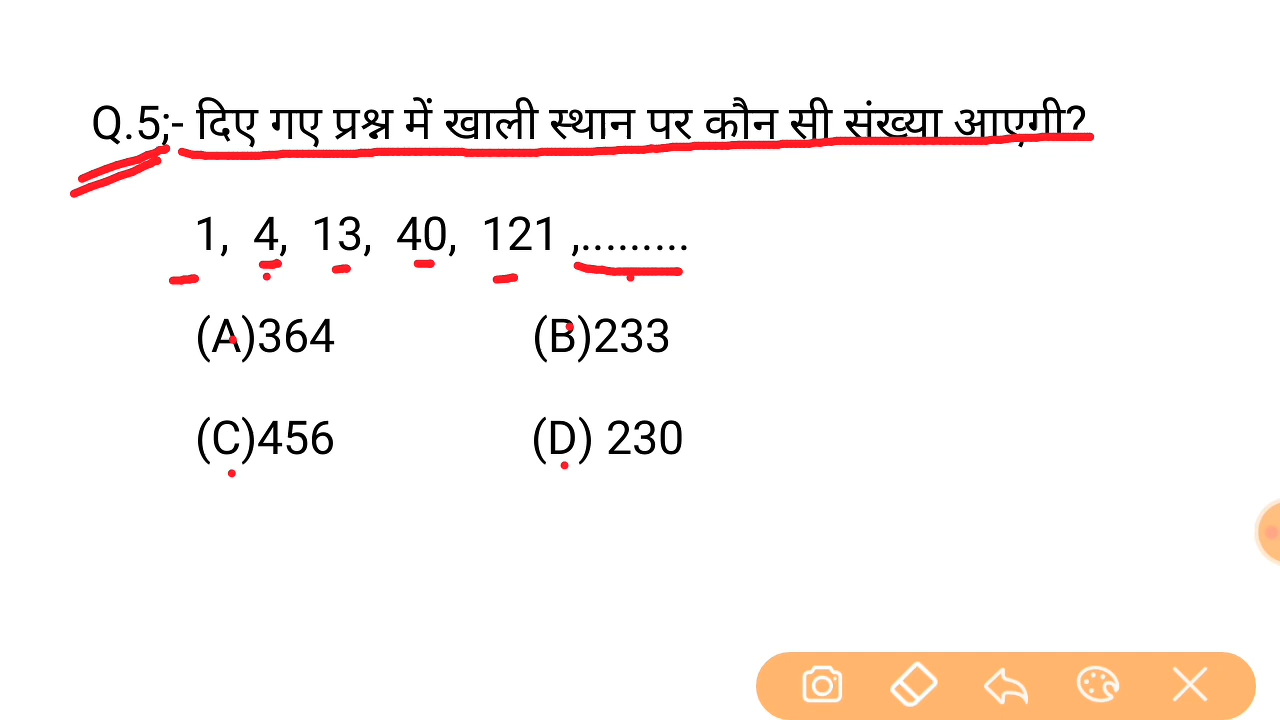 Q.5;- दिए गए प्रश्न में खाली स्थान पर कौन सी संख्या आएगी?
1, 4, 13, 40, 121 ,.........
(A)364 (B)233
(C)456 (D) 230